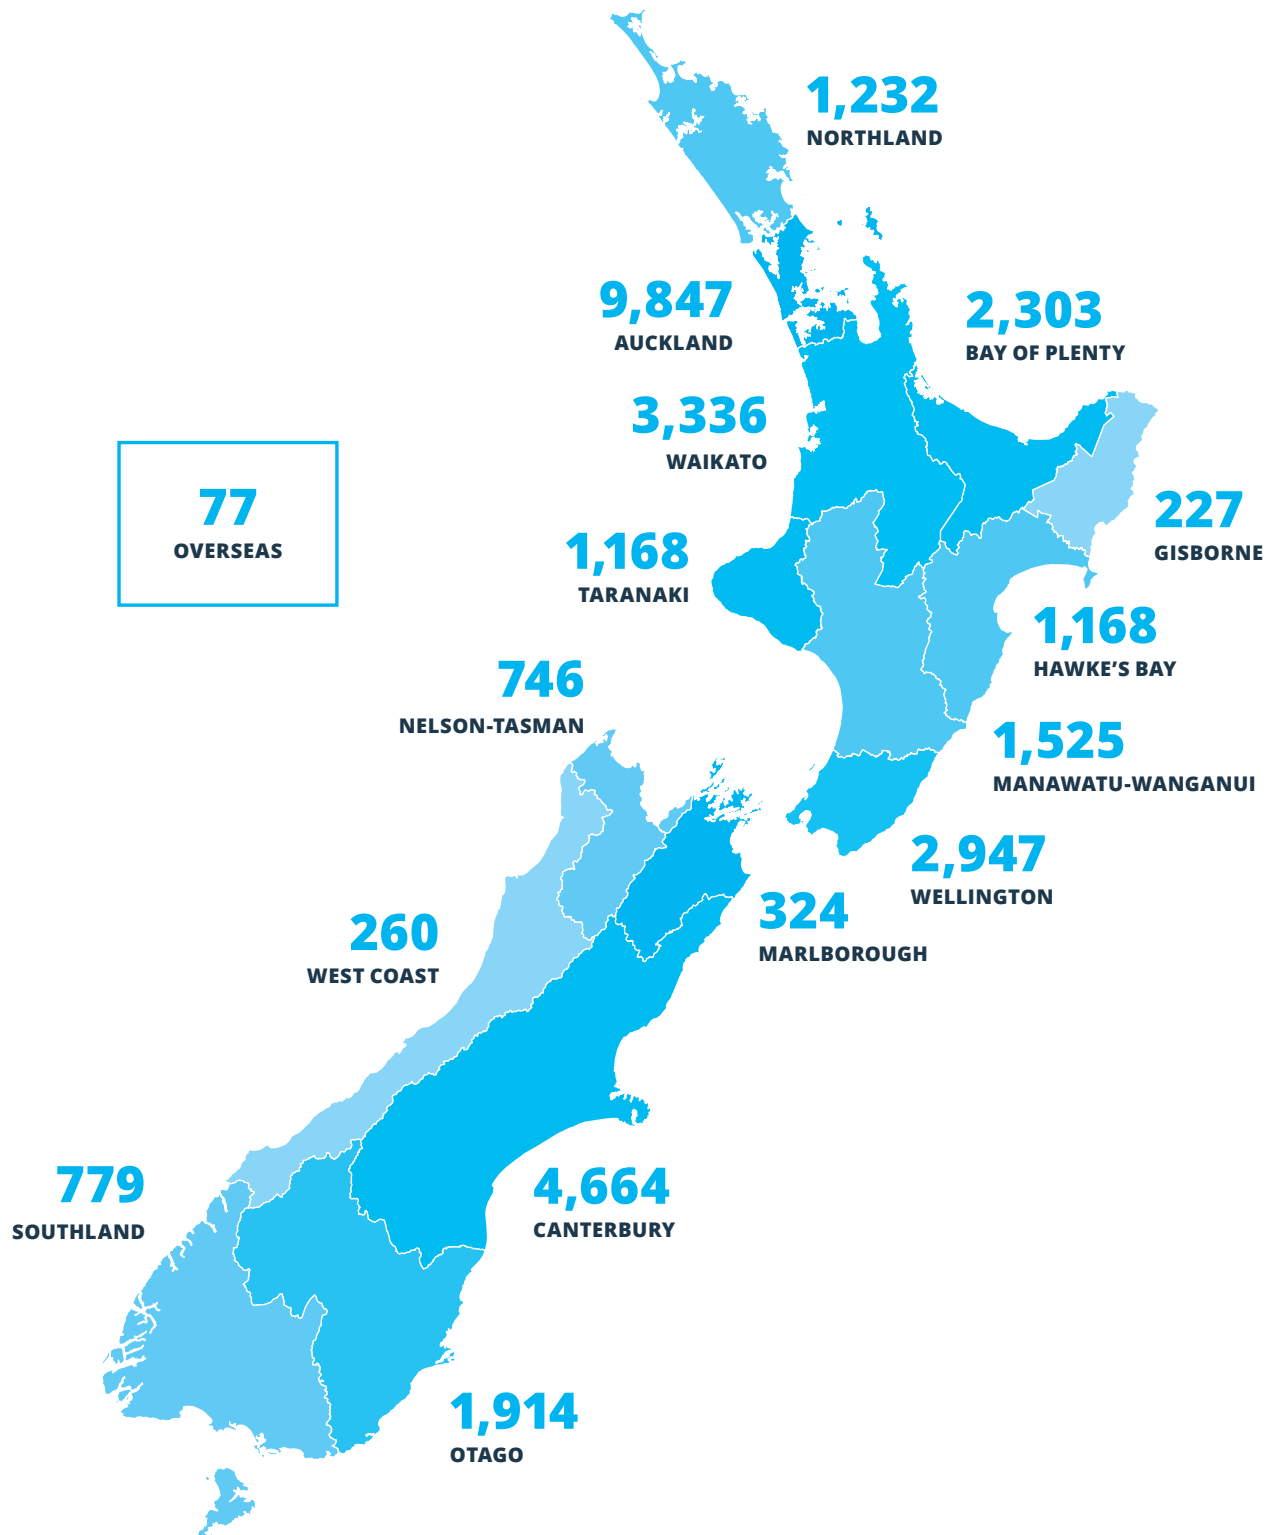 1,232
NORTHLAND
9,847
AUCKLAND
2,303
BAY OF PLENTY
3,336
WAIKATO
77
OVERSEAS
227
GISBORNE
1,168
TARANAKI
1,168
HAWKE’S BAY
746
NELSON-TASMAN
1,525
MANAWATU-WANGANUI
2,947
WELLINGTON
324
MARLBOROUGH
260
WEST COAST
779
SOUTHLAND
4,664
CANTERBURY
1,914
OTAGO